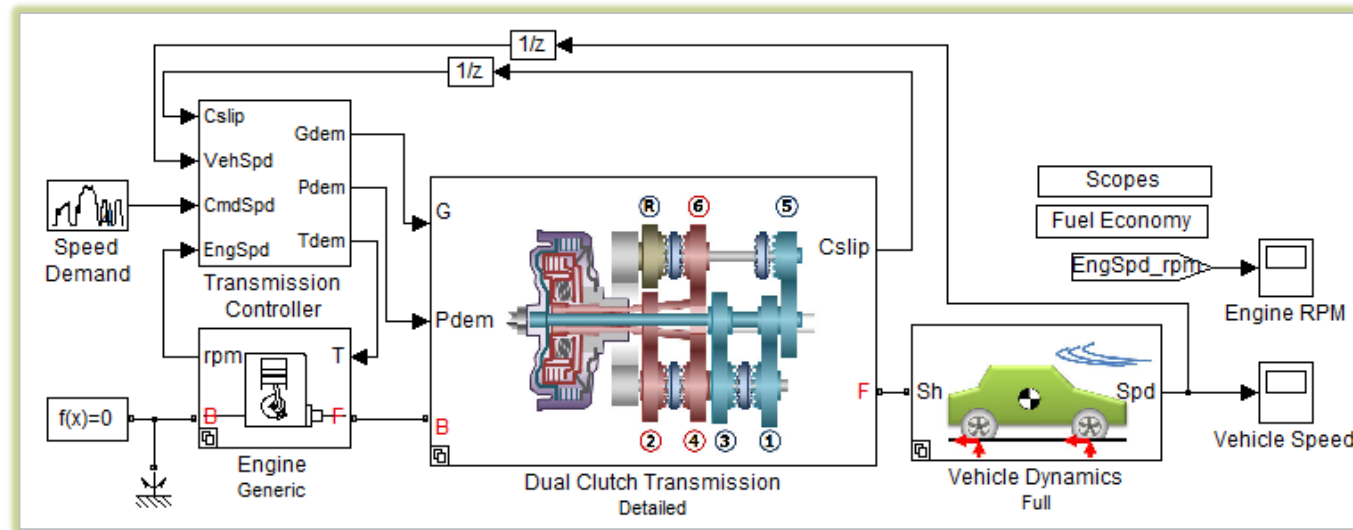 1/z
1/z
Cslip
VehSpd
CmdSpd
EngSpd
Gdem
Pdem
Tdem
Speed
Demand
Transmission
Controller
rpm
T
B
F
f(x)=0
Engine
Generic
G
Pdem
B
Cslip
F
R
6
5
2
4
3
1
Dual Clutch Transmission
Detailed
Sh
Spd
Vehicle Dynamics
Full
Scopes
Fuel Economy
EngSpd_rpm
Engine RPM
Vehicle Speed